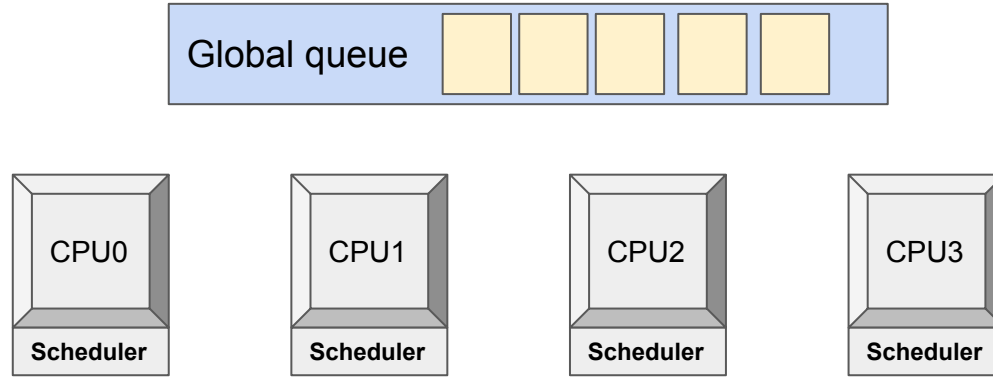 Global queue
CPU0
CPU1
CPU2
CPU3
Scheduler
Scheduler
Scheduler
Scheduler